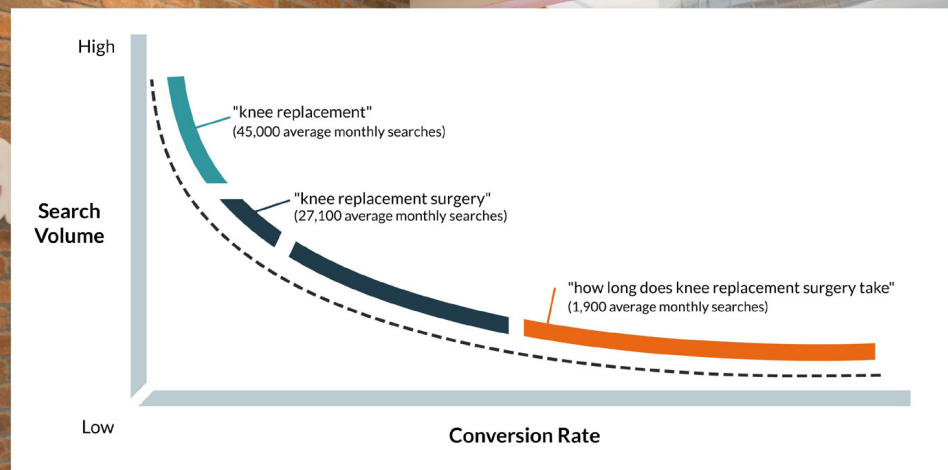 High
"knee replacement"
(45,000 average monthly searches)
"knee replacement surgery"
(27,100 average monthly searches)
Search
Volume
"how long does knee replacement surgery take"
(1,900 average monthly searches)
Low
Conversion Rate